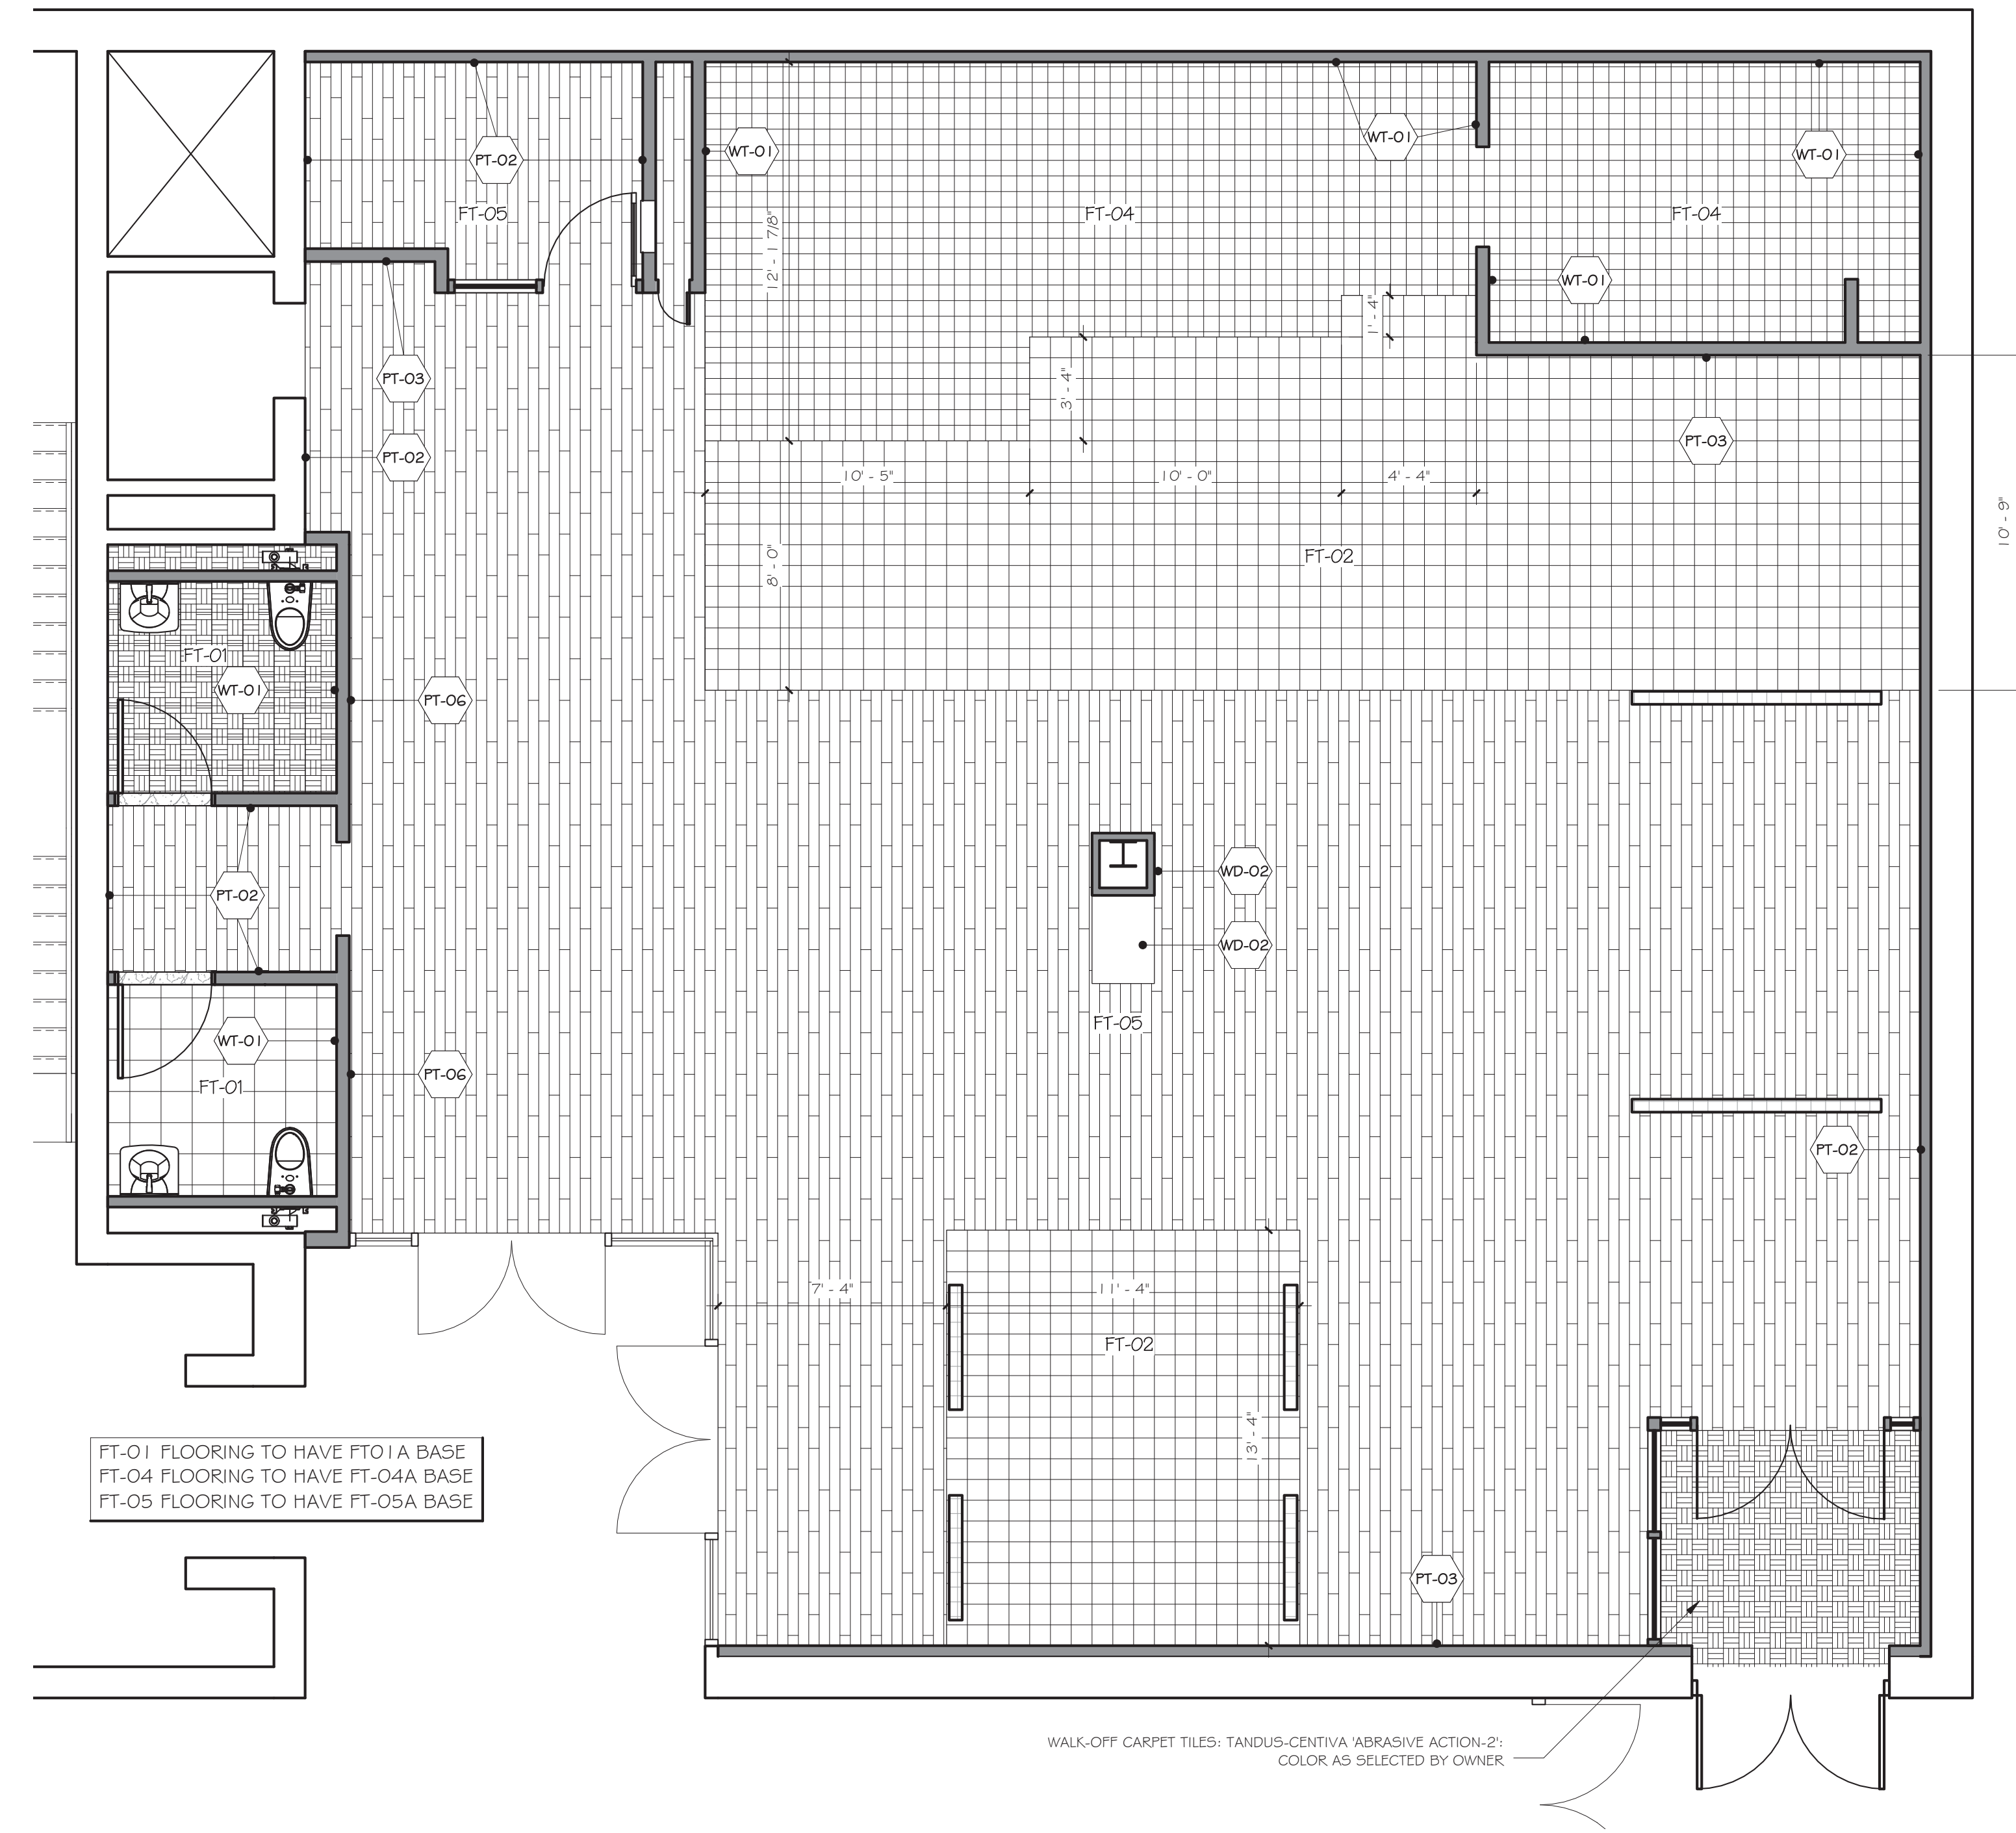 WT-01
WT-01
WT-01
PT-02
FT-05
FT-04
FT-04
12' - 1 7/8"
WT-01
1' - 4"
PT-03
3' - 4"
PT-02
PT-03
10' - 5"
10' - 0"
4' - 4"
10' - 9"
8' - 0"
FT-02
FT-01
WT-01
PT-06
WD-02
PT-02
WD-02
FT-05
WT-01
PT-06
FT-01
PT-02
7' - 4"
11' - 4"
FT-02
13' - 4"
FT-01 FLOORING TO HAVE FT01A BASE
FT-04 FLOORING TO HAVE FT-04A BASE
FT-05 FLOORING TO HAVE FT-05A BASE
PT-03
WALK-OFF CARPET TILES: TANDUS-CENTIVA 'ABRASIVE ACTION-2':
COLOR AS SELECTED BY OWNER